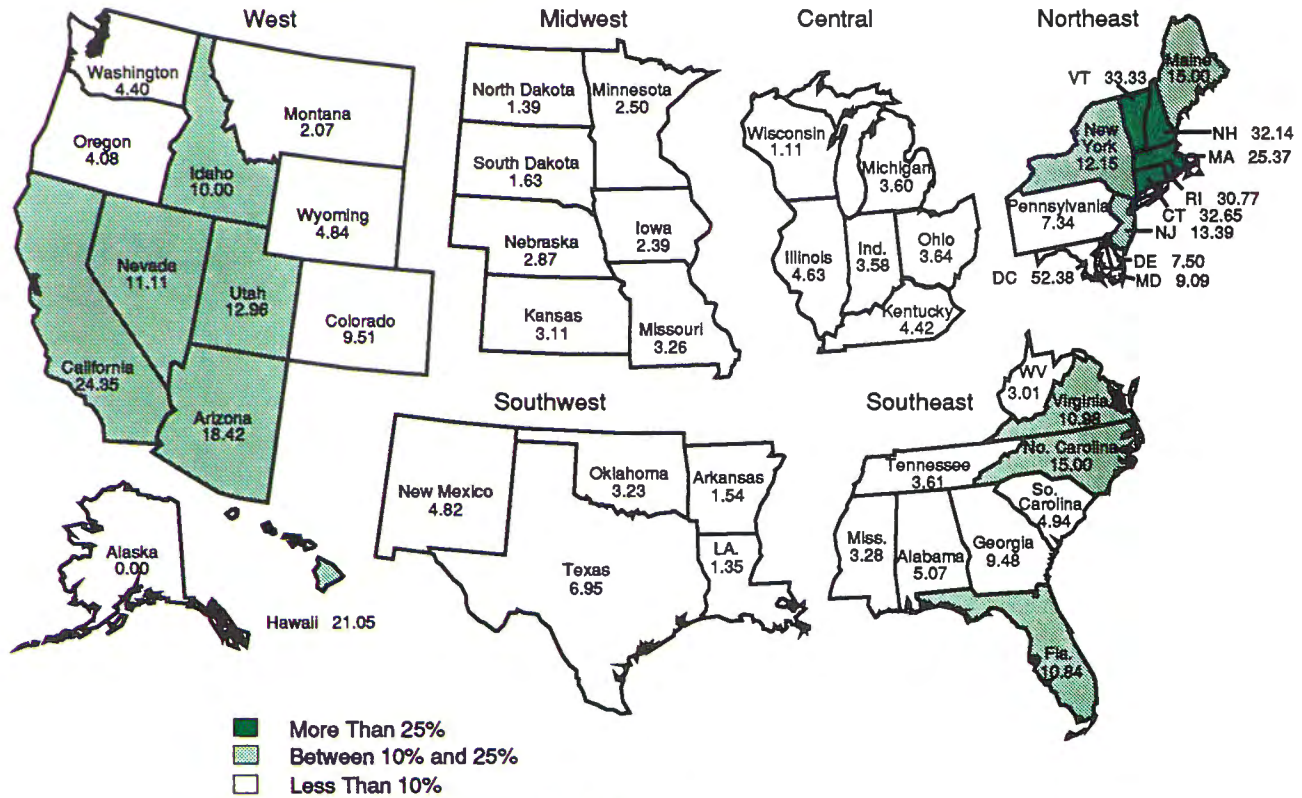 West
Washington
4.40
Montana
2.07
Oregon
4.08
Idaho
10.00
Wyoming
4.84
Nevada
11.11
Utah
12.96
Colorado
9.51
California
24.35
Arizona
18.42
Alaska
0.00
Hawaii 21.05
Midwest
North Dakota
1.39
Minnesota
2.50
South Dakota
1.63
Nebraska
2.87
Iowa
2.39
Kansas
3.11
Missouri
3.26
Central
Wisconsin
1.11
Michigan
3.60
Illinois
4.63
Ind.
3.58
Ohio
3.64
Kentucky
4.42
Northeast
Maine
15.00
VT 33.33
New
York
12.15
NH 32.14
MA 25.37
RI 30.77
CT 32.65
NJ 13.39
Pennsylvania
7.34
DE 7.50
MD 9.09
DC 52.38
Southwest
New Mexico
4.82
Oklahoma
3.23
Arkansas
1.54
Texas
6.95
LA.
1.35
Southeast
WV
3.01
Virginia
10.98
No. Carolina
15.00
Tennessee
3.61
So.
Carolina
4.94
Miss.
3.28
Alabama
5.07
Georgia
9.48
Fla.
10.84
More Than 25%
Between 10% and 25%
Less Than 10%